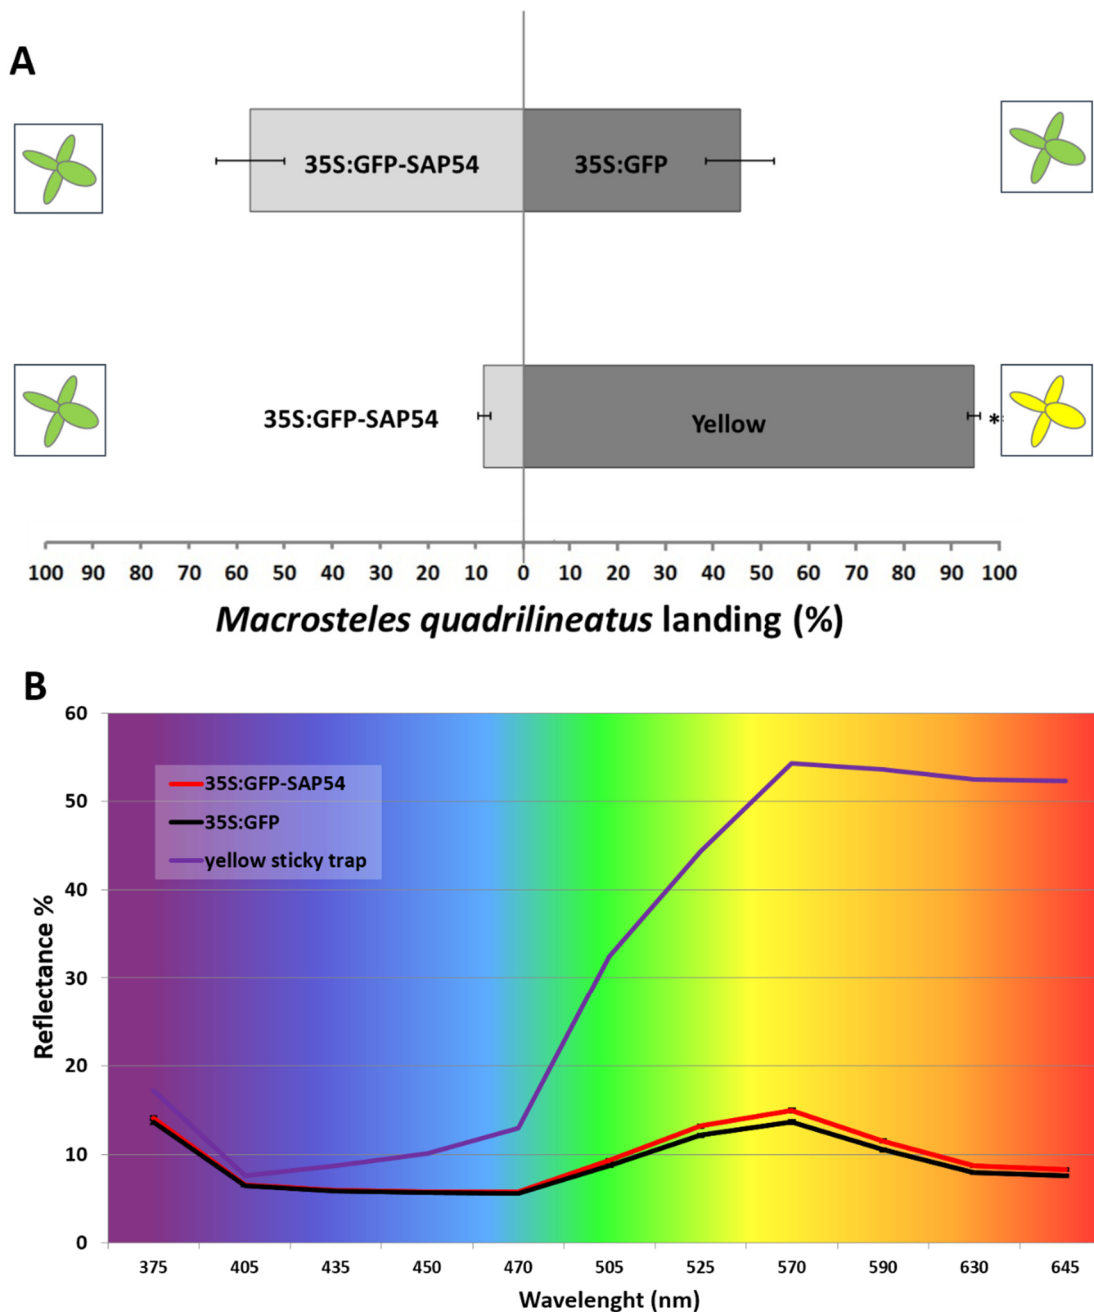 A
35S:GFP-SAP54 35S:GFP
35S:GFP-SAP54 Yellow *
100 90 80 70 60 50 40 30 20 10 0 10 20 30 40 50 60 70 80 90 100
Macrosteles quadrilineatus landing (%)
B
60
50
40
30
20
10
0
Reflectance %
35S:GFP-SAP54
35S:GFP
yellow sticky trap
375 405 435 450 470 505 525 570 590 630 645
Wavelenght (nm)